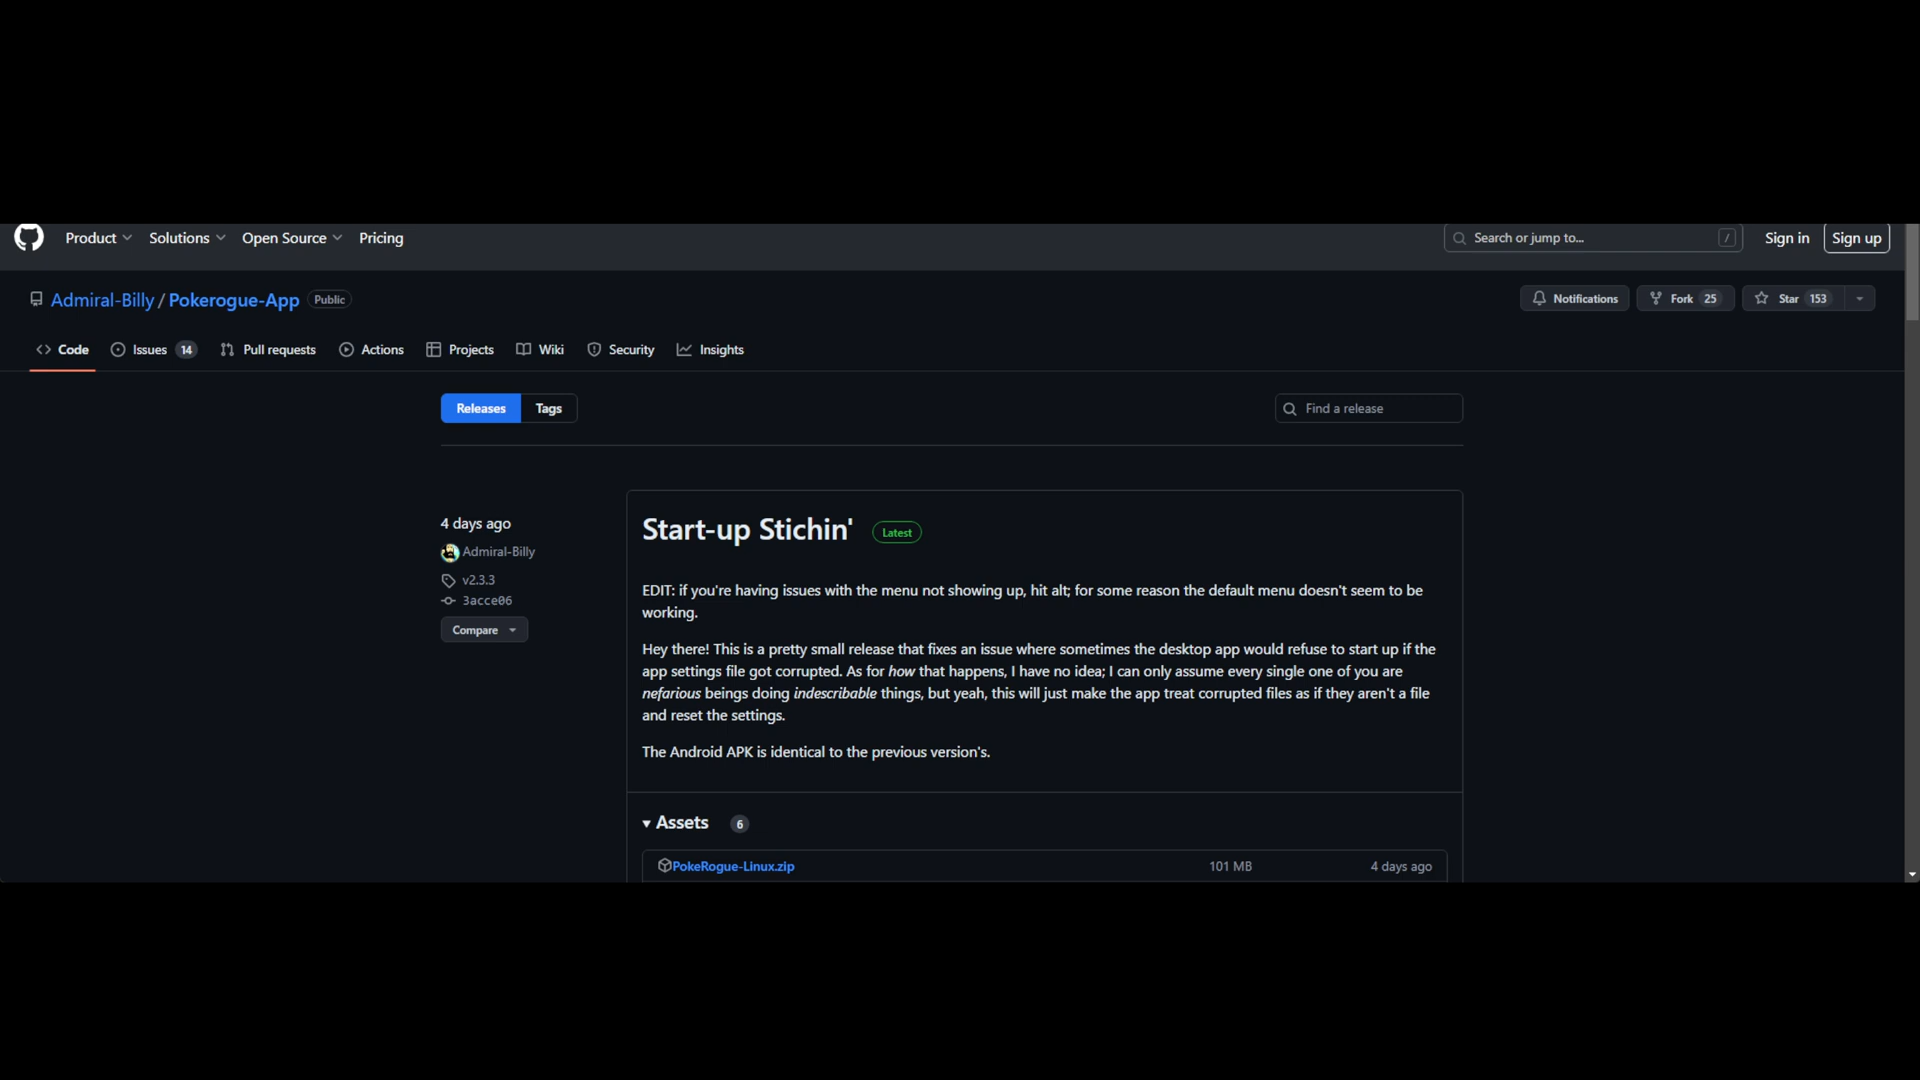 Product Solutions Open Source Pricing Search or jump to... / Sign in Sign up
Admiral-Billy / Pokerogue-App Public Notifications Fork 25 Star 153
Code Issues 14 Pull requests Actions Projects Wiki Security Insights
Releases Tags Find a release
4 days ago
Admiral-Billy
v2.3.3
3acce06
Compare
Start-up Stichin' Latest
EDIT: if you're having issues with the menu not showing up, hit alt; for some reason the default menu doesn't seem to be
working.
Hey there! This is a pretty small release that fixes an issue where sometimes the desktop app would refuse to start up if the
app settings file got corrupted. As for how that happens, I have no idea; I can only assume every single one of you are
nefarious beings doing indescribable things, but yeah, this will just make the app treat corrupted files as if they aren't a file
and reset the settings.
The Android APK is identical to the previous version's.
Assets 6
PokeRogue-Linux.zip 101 MB 4 days ago